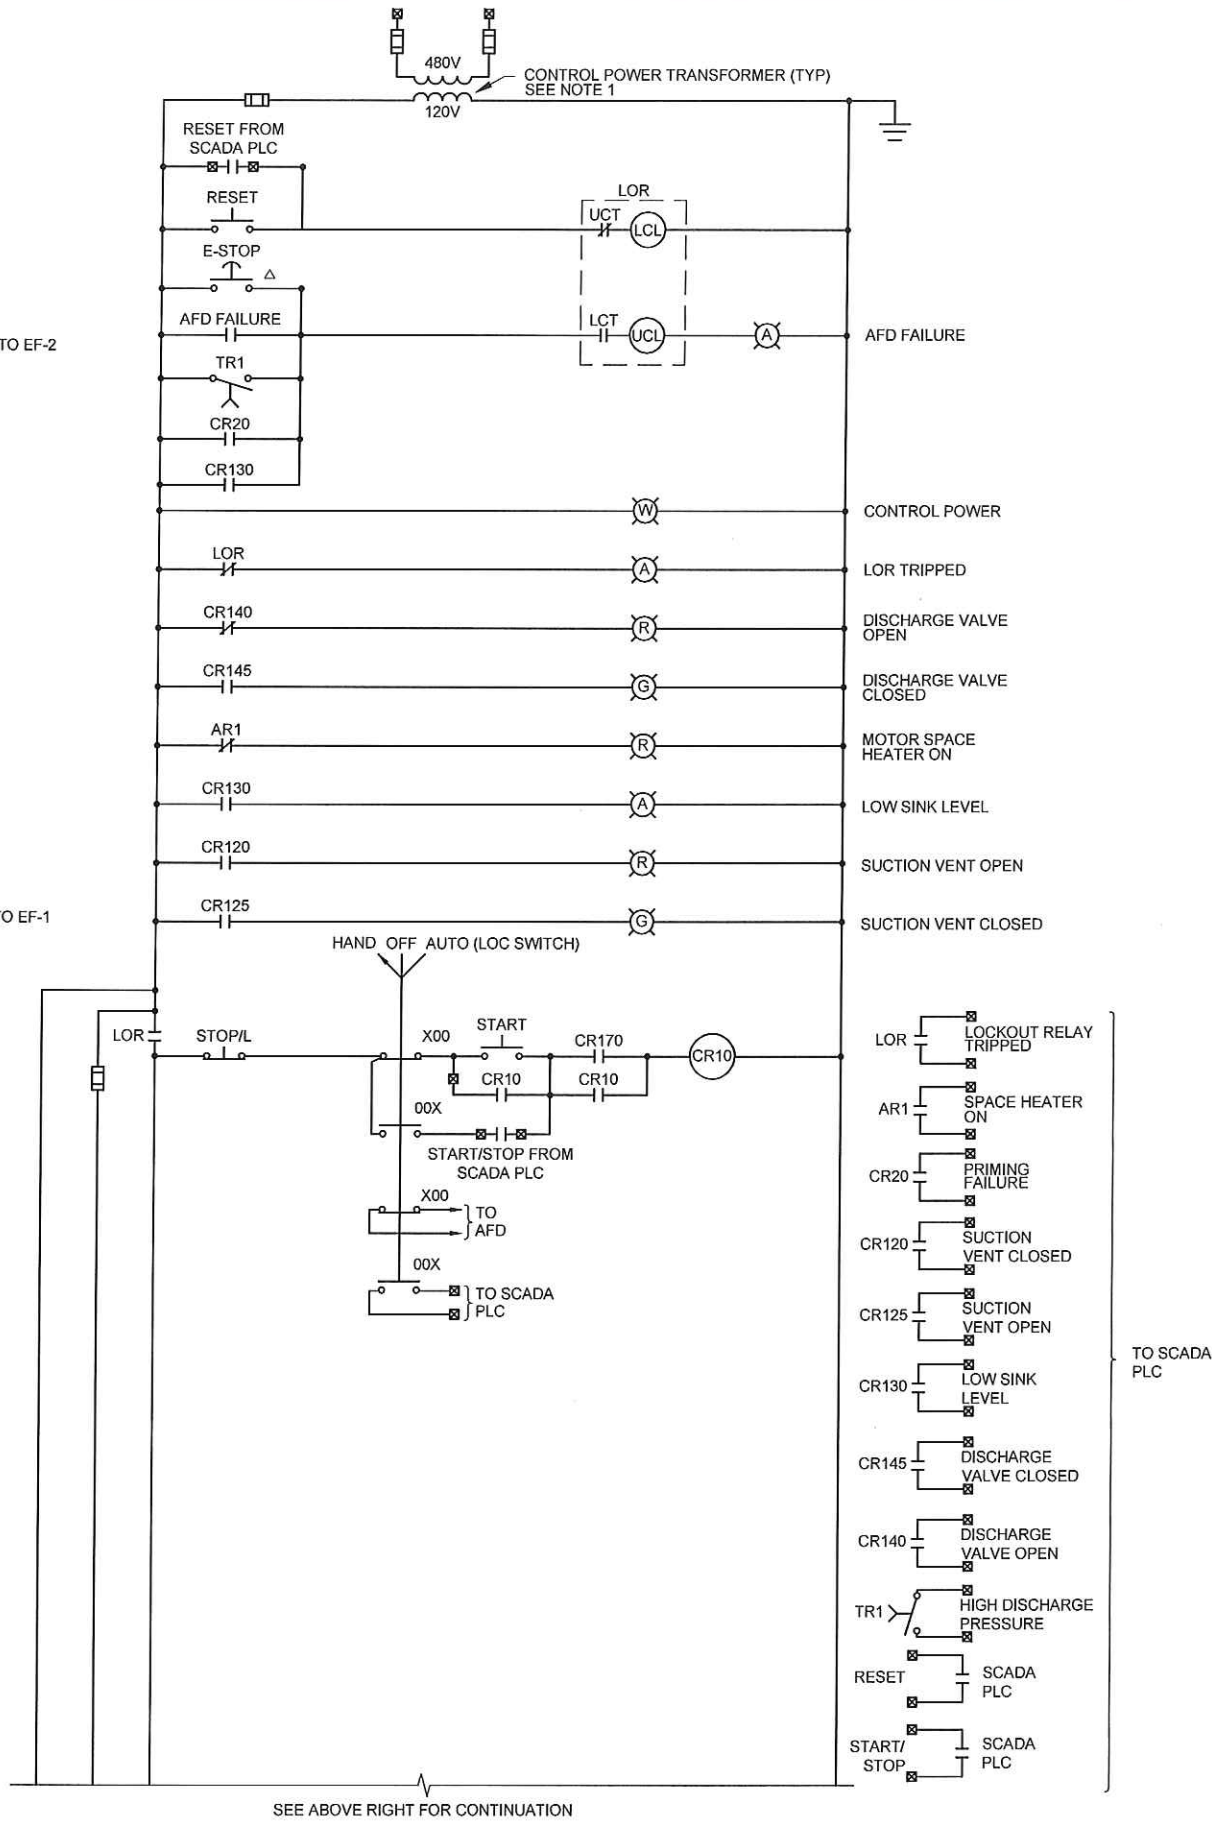 480V
CONTROL POWER TRANSFORMER (TYP)
SEE NOTE 1
120V
RESET FROM
SCADA PLC
RESET
LOR
UCT
LCL
E-STOP
AFD FAILURE
LCT
UCL
A
AFD FAILURE
TO EF-2
TR1
CR20
CR130
W
CONTROL POWER
LOR
A
LOR TRIPPED
CR140
R
DISCHARGE VALVE
OPEN
CR145
G
DISCHARGE VALVE
CLOSED
AR1
R
MOTOR SPACE
HEATER ON
CR130
A
LOW SINK LEVEL
CR120
R
SUCTION VENT OPEN
CR125
G
SUCTION VENT CLOSED
TO EF-1
HAND OFF AUTO (LOC SWITCH)
LOR
STOP/L
X00
START
CR170
CR10
CR10
CR10
00X
START/STOP FROM
SCADA PLC
X00
TO
AFD
00X
TO SCADA
PLC
LOR
LOCKOUT RELAY
TRIPPED
AR1
SPACE HEATER
ON
CR20
PRIMING
FAILURE
CR120
SUCTION
VENT CLOSED
CR125
SUCTION
VENT OPEN
CR130
LOW SINK
LEVEL
CR145
DISCHARGE
VALVE CLOSED
CR140
DISCHARGE
VALVE OPEN
TR1
HIGH DISCHARGE
PRESSURE
RESET
SCADA
PLC
START/
STOP
SCADA
PLC
TO SCADA
PLC
SEE ABOVE RIGHT FOR CONTINUATION